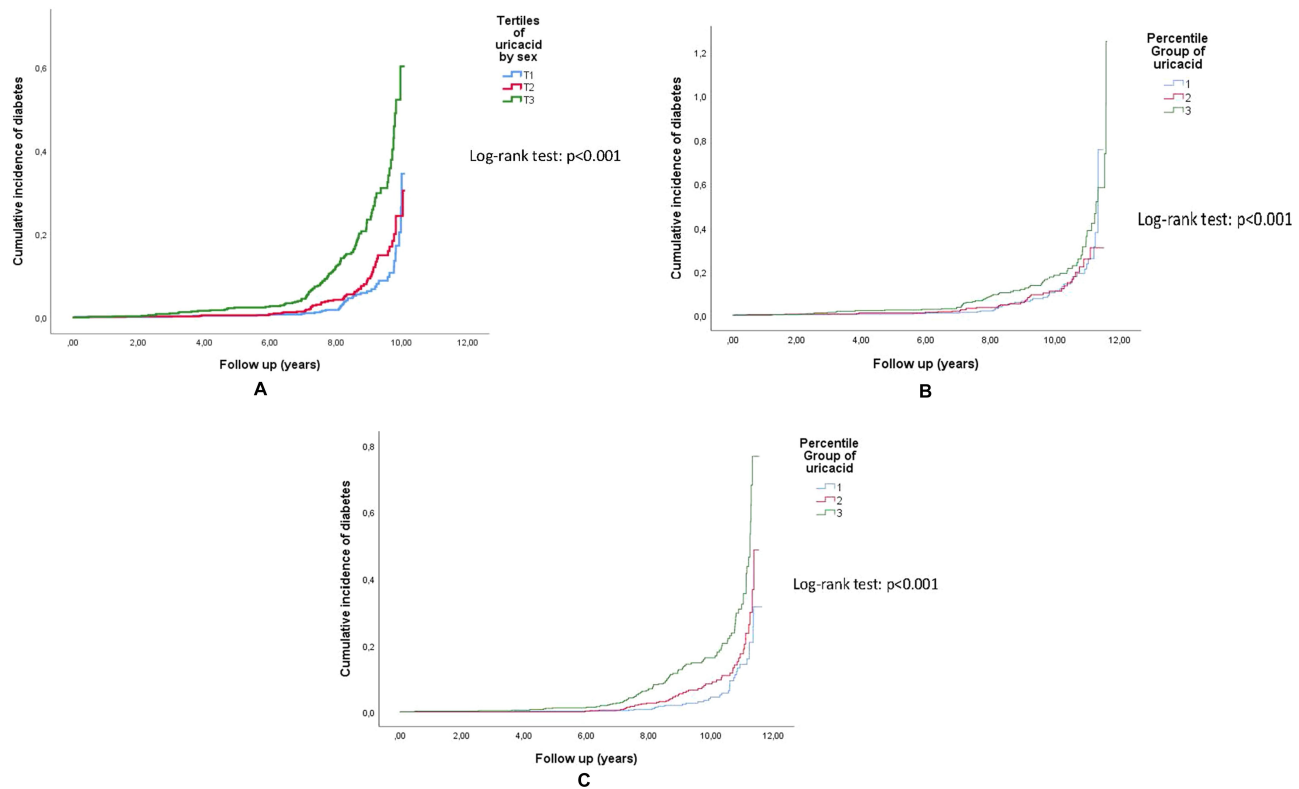 Tertiles
of
uricacid
by sex
T1
T2
T3
Log-rank test: p<0.001
Cumulative incidence of diabetes
0,6
0,4
0,2
0,0
,00 2,00 4,00 6,00 8,00 10,00 12,00
Follow up (years)
A
Percentile
Group of
uricacid
1
2
3
Log-rank test: p<0.001
Cumulative incidence of diabetes
1,2
1,0
0,8
0,6
0,4
0,2
0,0
,00 2,00 4,00 6,00 8,00 10,00 12,00
Follow up (years)
B
Percentile
Group of
uricacid
1
2
3
Log-rank test: p<0.001
Cumulative incidence of diabetes
0,8
0,6
0,4
0,2
0,0
,00 2,00 4,00 6,00 8,00 10,00 12,00
Follow up (years)
C